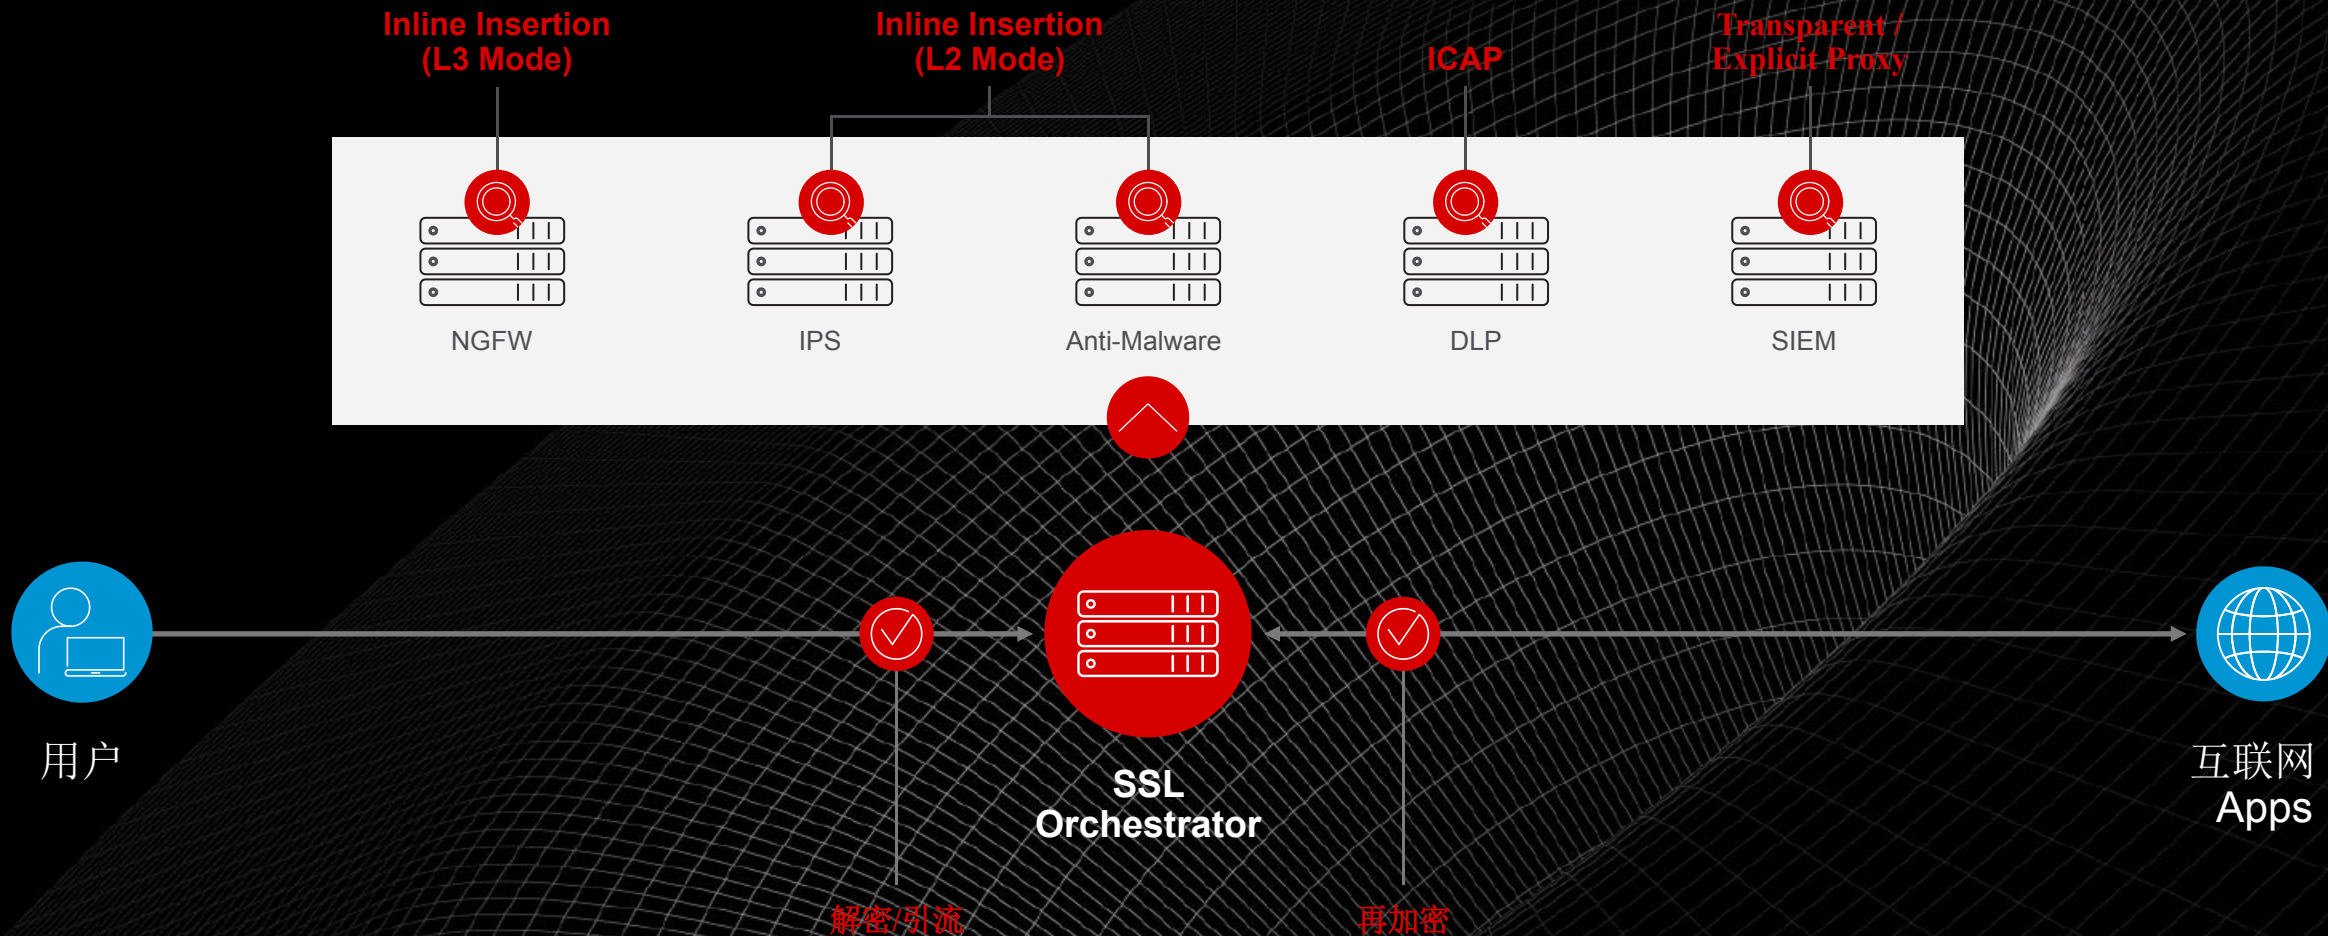 Inline Insertion
(L3 Mode)
Inline Insertion
(L2 Mode)
ICAP
Transparent /
Explicit Proxy
NGFW
IPS
Anti-Malware
DLP
SIEM
用户
SSL
Orchestrator
互联网
Apps
解密/引流
再加密